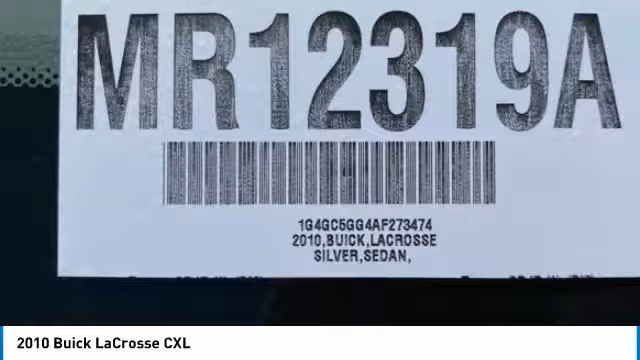 MR12319A
1G4GC5GG4AF273474
2010,BUICK,LACROSSE
SILVER,SEDAN,
2010 Buick LaCrosse CXL